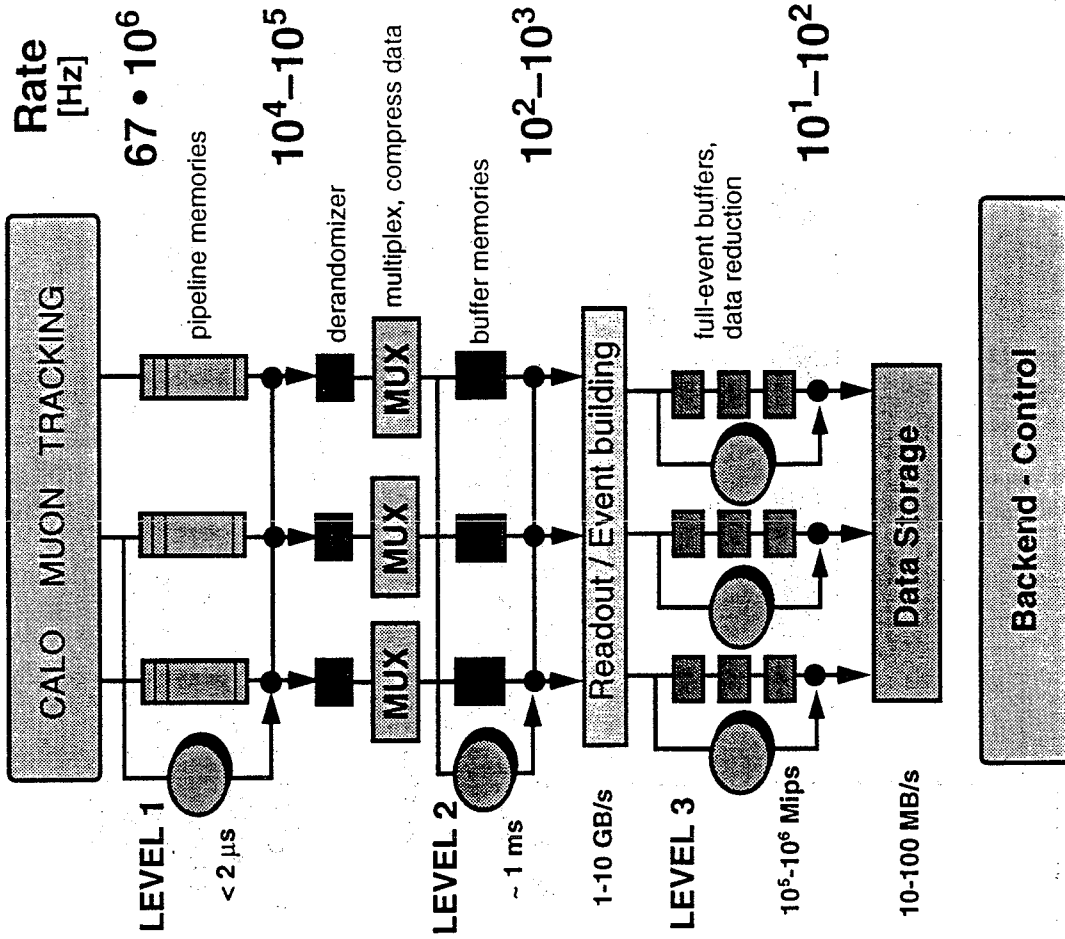 Rate
[Hz]
CALO MUON TRACKING
67 • 10⁶
LEVEL 1
< 2 µs
pipeline memories
10⁴–10⁵
derandomizer
MUX
MUX
MUX
multiplex, compress data
LEVEL 2
~ 1 ms
buffer memories
10²–10³
1-10 GB/s
Readout / Event building
LEVEL 3
full-event buffers,
data reduction
10⁵-10⁶ Mips
10¹–10²
10-100 MB/s
Data Storage
Backend - Control